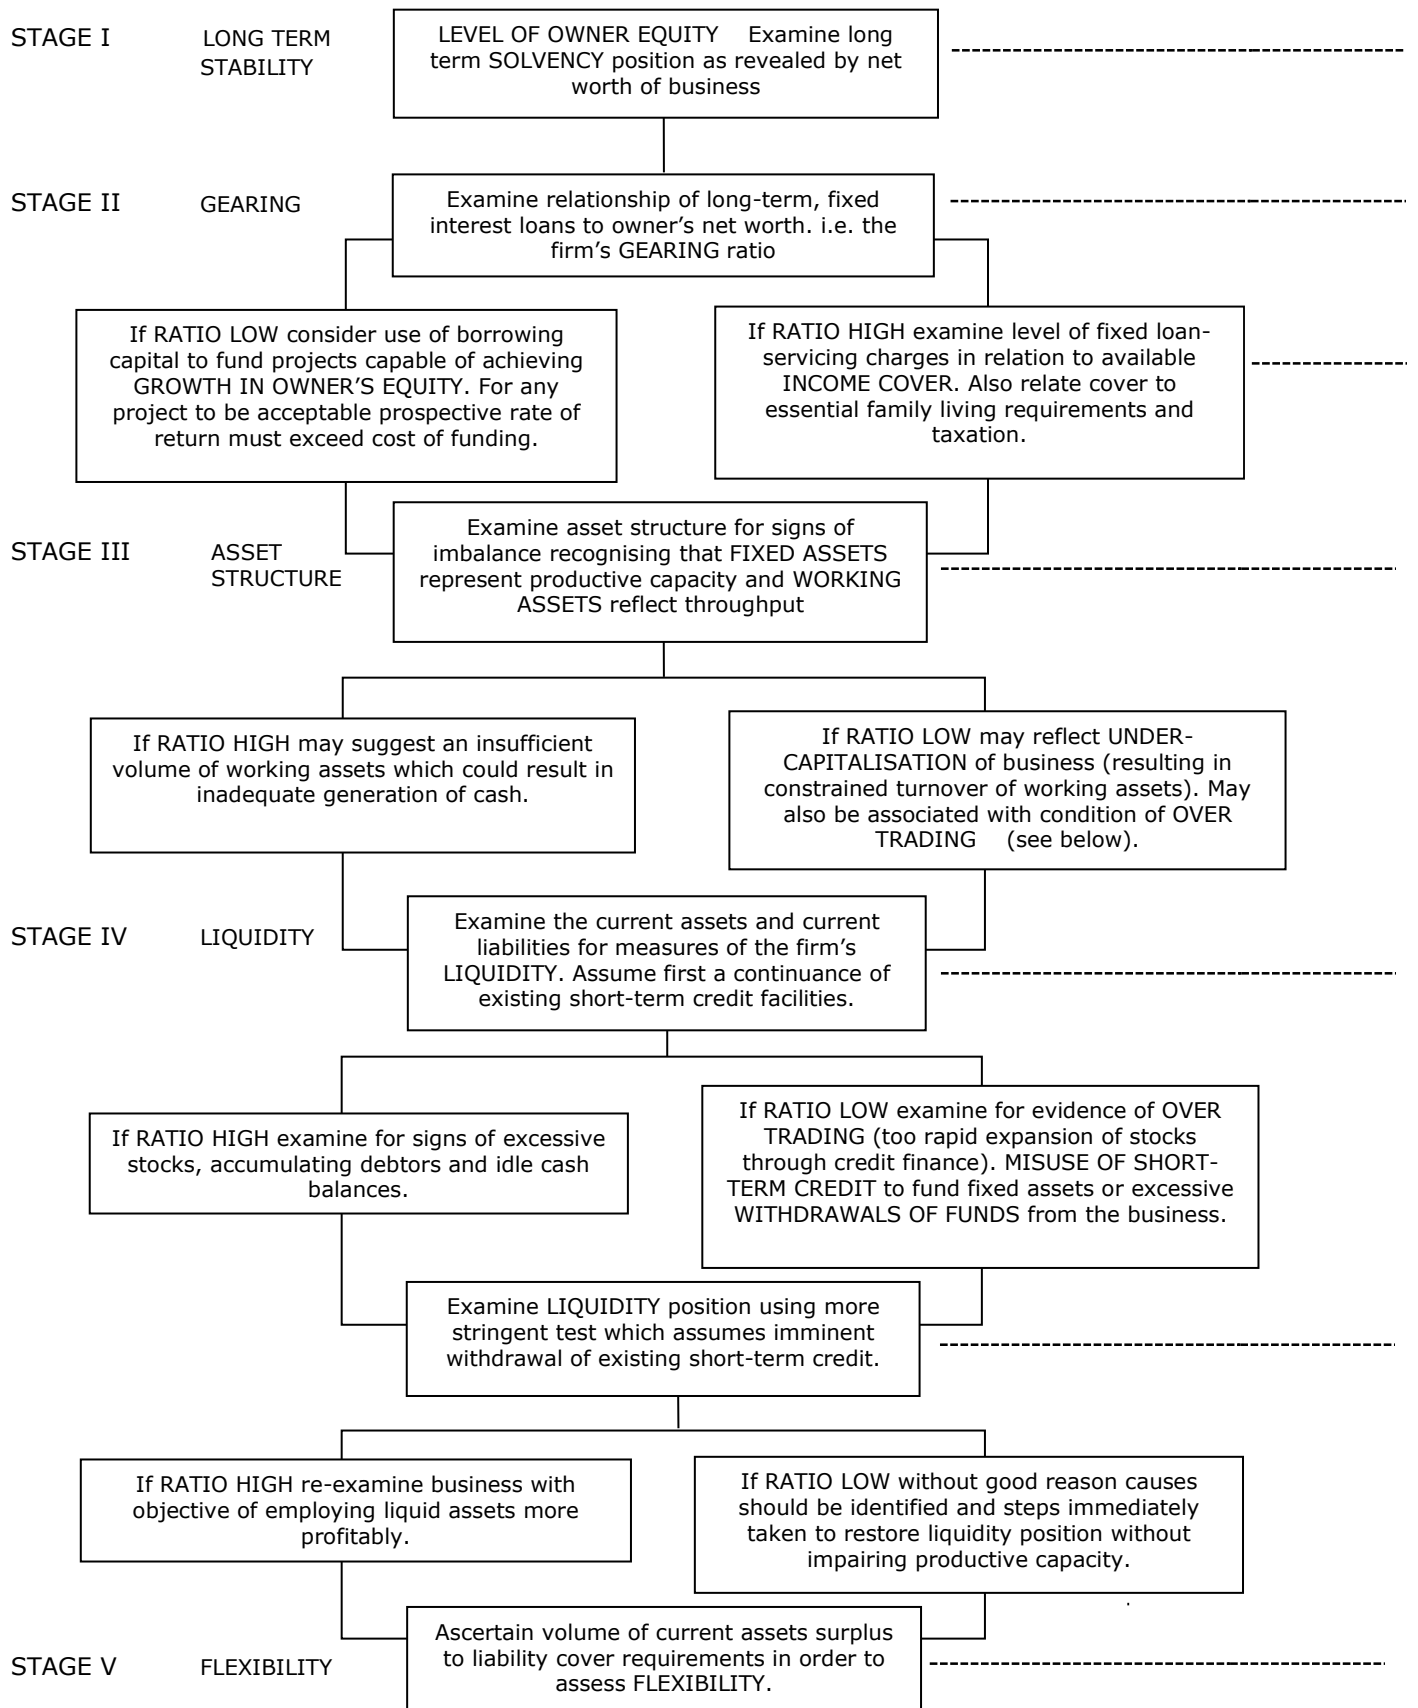 STAGE I
LONG TERM
STABILITY
LEVEL OF OWNER EQUITY Examine long
term SOLVENCY position as revealed by net
worth of business
STAGE II
GEARING
Examine relationship of long-term, fixed
interest loans to owner’s net worth. i.e. the
firm’s GEARING ratio
If RATIO LOW consider use of borrowing
capital to fund projects capable of achieving
GROWTH IN OWNER’S EQUITY. For any
project to be acceptable prospective rate of
return must exceed cost of funding.
If RATIO HIGH examine level of fixed loan-
servicing charges in relation to available
INCOME COVER. Also relate cover to
essential family living requirements and
taxation.
STAGE III
ASSET
STRUCTURE
Examine asset structure for signs of
imbalance recognising that FIXED ASSETS
represent productive capacity and WORKING
ASSETS reflect throughput
If RATIO HIGH may suggest an insufficient
volume of working assets which could result in
inadequate generation of cash.
If RATIO LOW may reflect UNDER-
CAPITALISATION of business (resulting in
constrained turnover of working assets). May
also be associated with condition of OVER
TRADING (see below).
STAGE IV
LIQUIDITY
Examine the current assets and current
liabilities for measures of the firm’s
LIQUIDITY. Assume first a continuance of
existing short-term credit facilities.
If RATIO HIGH examine for signs of excessive
stocks, accumulating debtors and idle cash
balances.
If RATIO LOW examine for evidence of OVER
TRADING (too rapid expansion of stocks
through credit finance). MISUSE OF SHORT-
TERM CREDIT to fund fixed assets or excessive
WITHDRAWALS OF FUNDS from the business.
Examine LIQUIDITY position using more
stringent test which assumes imminent
withdrawal of existing short-term credit.
If RATIO HIGH re-examine business with
objective of employing liquid assets more
profitably.
If RATIO LOW without good reason causes
should be identified and steps immediately
taken to restore liquidity position without
impairing productive capacity.
STAGE V
FLEXIBILITY
Ascertain volume of current assets surplus
to liability cover requirements in order to
assess FLEXIBILITY.